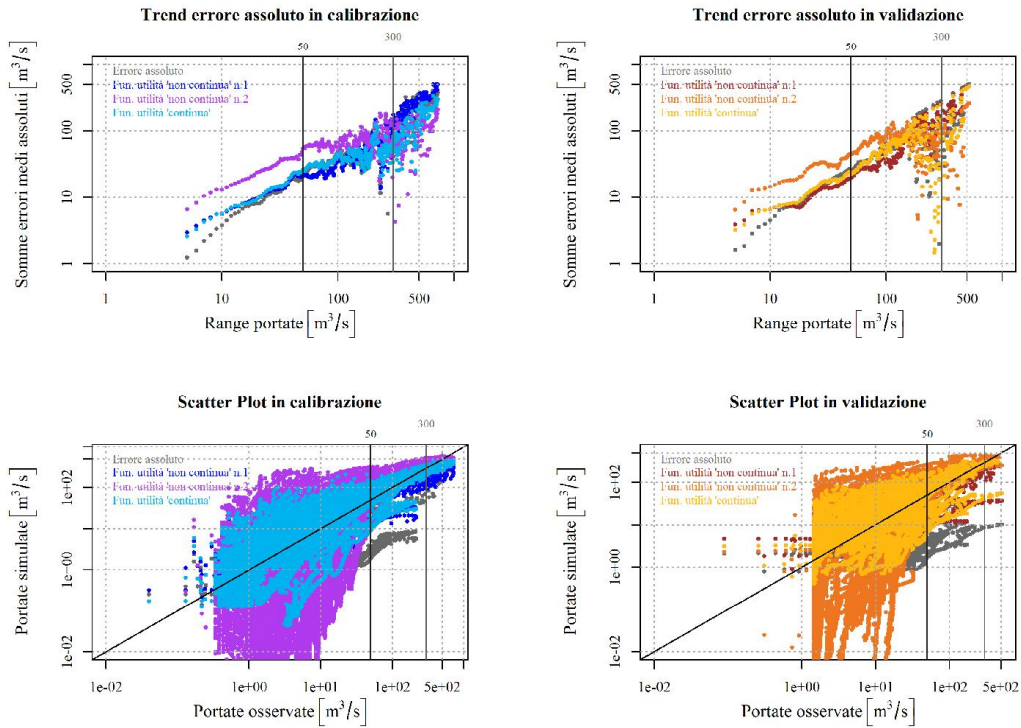 Trend errore assoluto in calibrazione
50
300
Somme errori medi assoluti [m³/s]
500
100
10
1
Errore assoluto
Fun. utilità 'non continua' n.1
Fun. utilità 'non continua' n.2
Fun. utilità 'continua'
1
10
100
500
Range portate [m³/s]
Trend errore assoluto in validazione
50
300
Somme errori medi assoluti [m³/s]
500
100
10
1
Errore assoluto
Fun. utilità 'non continua' n.1
Fun. utilità 'non continua' n.2
Fun. utilità 'continua'
1
10
100
500
Range portate [m³/s]
Scatter Plot in calibrazione
50
300
Portate simulate [m³/s]
1e+02
1e+00
1e-02
Errore assoluto
Fun. utilità 'non continua' n.1
Fun. utilità 'non continua' n.2
Fun. utilità 'continua'
1e-02
1e+00
1e+01
1e+02
5e+02
Portate osservate [m³/s]
Scatter Plot in validazione
50
300
Portate simulate [m³/s]
1e+02
1e+00
1e-02
Errore assoluto
Fun. utilità 'non continua' n.1
Fun. utilità 'non continua' n.2
Fun. utilità 'continua'
1e-02
1e+00
1e+01
1e+02
5e+02
Portate osservate [m³/s]